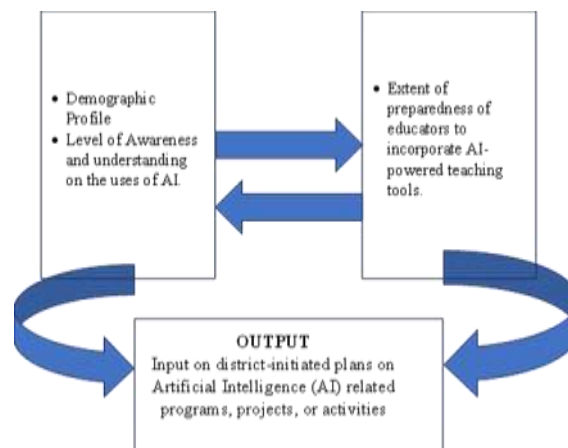 • Demographic
Profile
• Level of Awareness
and understanding
on the uses of AI.
• Extent of
preparedness of
educators to
incorporate AI-
powered teaching
tools.
OUTPUT
Input on district-initiated plans on
Artificial Intelligence (AI) related
programs, projects, or activities